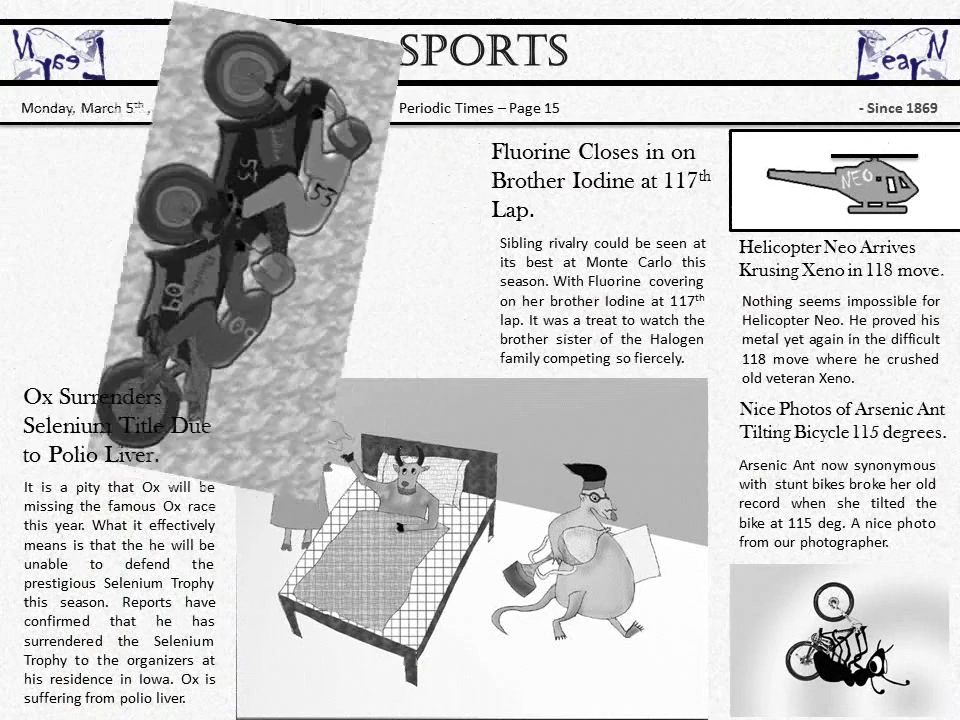 SPORTS
Near
Near
Monday, March 5th,
Periodic Times – Page 15
- Since 1869
53
53
09
109
Fluorine Closes in on
Brother Iodine at 117th
Lap.
Sibling rivalry could be seen at
its best at Monte Carlo this
season. With Fluorine covering
on her brother Iodine at 117th
lap. It was a treat to watch the
brother sister of the Halogen
family competing so fiercely.
NEO
Helicopter Neo Arrives
Krusing Xeno in 118 move.
Nothing seems impossible for
Helicopter Neo. He proved his
metal yet again in the difficult
118 move where he crushed
old veteran Xeno.
Nice Photos of Arsenic Ant
Tilting Bicycle 115 degrees.
Arsenic Ant now synonymous
with stunt bikes broke her old
record when she tilted the
bike at 115 deg. A nice photo
from our photographer.
Ox Surrenders
Selenium Title Due
to Polio Liver.
It is a pity that Ox will be
missing the famous Ox race
this year. What it effectively
means is that the he will be
unable to defend the
prestigious Selenium Trophy
this season. Reports have
confirmed that he has
surrendered the Selenium
Trophy to the organizers at
his residence in Iowa. Ox is
suffering from polio liver.